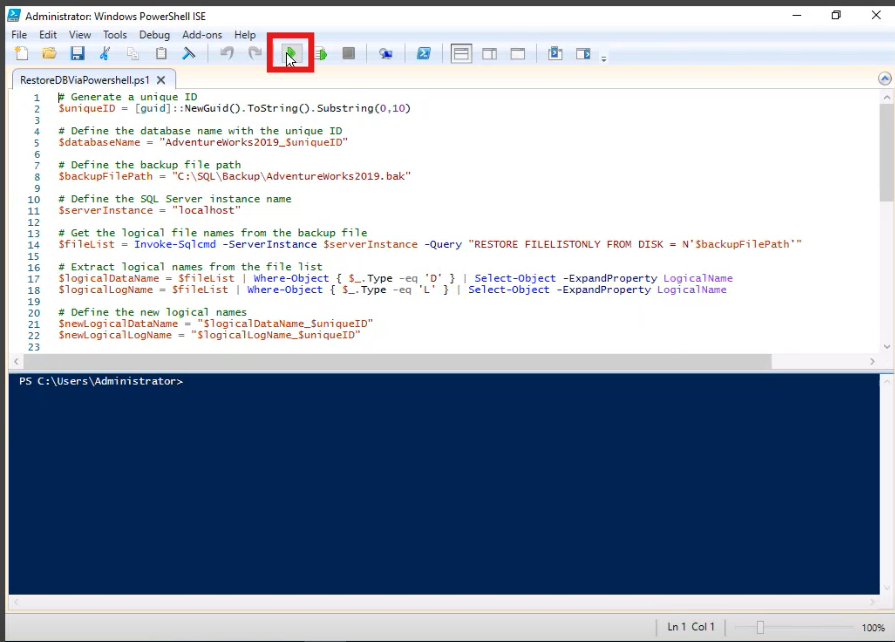 Administrator: Windows PowerShell ISE
File Edit View Tools Debug Add-ons Help
RestoreDBViaPowershell.ps1
1 # Generate a unique ID
2 $uniqueID = [guid]::NewGuid().ToString().Substring(0,10)
3
4 # Define the database name with the unique ID
5 $databaseName = "AdventureWorks2019_$uniqueID"
6
7 # Define the backup file path
8 $backupFilePath = "C:\SQL\Backup\AdventureWorks2019.bak"
9
10 # Define the SQL Server instance name
11 $serverInstance = "localhost"
12
13 # Get the logical file names from the backup file
14 $fileList = Invoke-Sqlcmd -ServerInstance $serverInstance -Query "RESTORE FILELISTONLY FROM DISK = N'$backupFilePath'"
15
16 # Extract logical names from the file list
17 $logicalDataName = $fileList | Where-Object { $_.Type -eq 'D' } | Select-Object -ExpandProperty LogicalName
18 $logicalLogName = $fileList | Where-Object { $_.Type -eq 'L' } | Select-Object -ExpandProperty LogicalName
19
20 # Define the new logical names
21 $newLogicalDataName = "$logicalDataName_$uniqueID"
22 $newLogicalLogName = "$logicalLogName_$uniqueID"
23
PS C:\Users\Administrator>
Ln 1 Col 1
100%